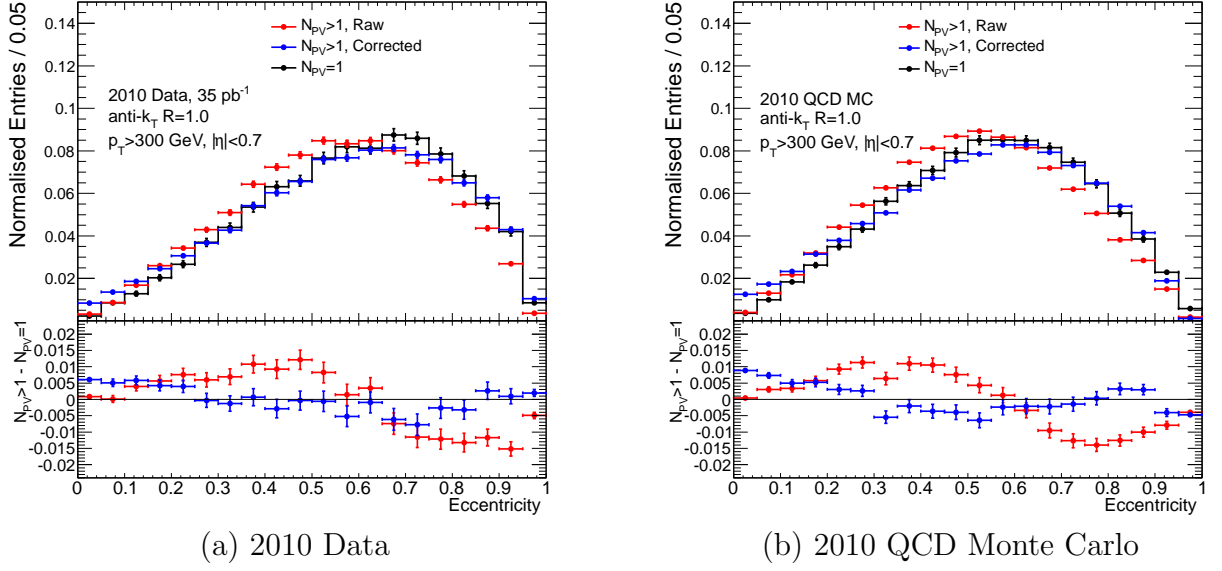 Normalised Entries / 0.05
0.14
0.12
0.1
0.08
0.06
0.04
0.02
N_PV>1, Raw
N_PV>1, Corrected
N_PV=1
2010 Data, 35 pb⁻¹
anti-k_T R=1.0
p_T>300 GeV, |η|<0.7
N_PV>1 - N_PV=1
0.02
0.015
0.01
0.005
0
-0.005
-0.01
-0.015
-0.02
0 0.1 0.2 0.3 0.4 0.5 0.6 0.7 0.8 0.9 1
Eccentricity
(a) 2010 Data
Normalised Entries / 0.05
0.14
0.12
0.1
0.08
0.06
0.04
0.02
N_PV>1, Raw
N_PV>1, Corrected
N_PV=1
2010 QCD MC
anti-k_T R=1.0
p_T>300 GeV, |η|<0.7
N_PV>1 - N_PV=1
0.02
0.015
0.01
0.005
0
-0.005
-0.01
-0.015
-0.02
0 0.1 0.2 0.3 0.4 0.5 0.6 0.7 0.8 0.9 1
Eccentricity
(b) 2010 QCD Monte Carlo